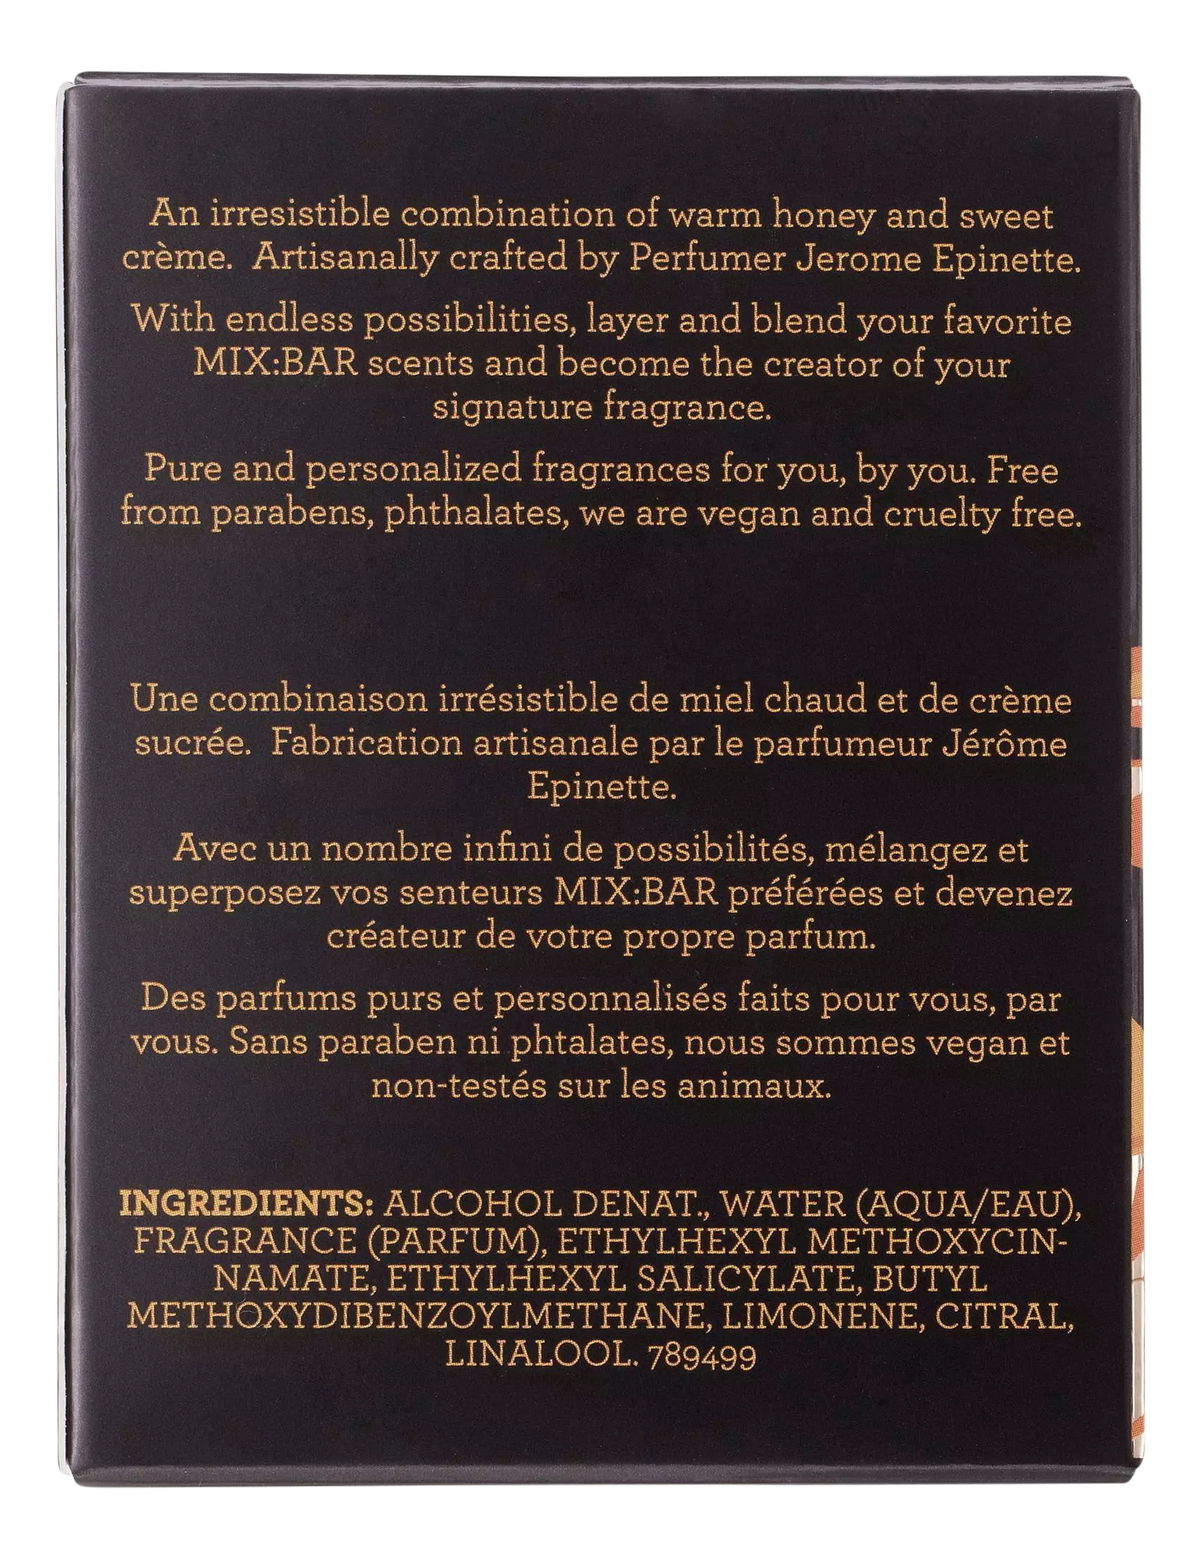 An irresistible combination of warm honey and sweet
crème.  Artisanally crafted by Perfumer Jerome Epinette.
With endless possibilities, layer and blend your favorite
MIX:BAR scents and become the creator of your
signature fragrance.
Pure and personalized fragrances for you, by you. Free
from parabens, phthalates, we are vegan and cruelty free.
Une combinaison irrésistible de miel chaud et de crème
sucrée.  Fabrication artisanale par le parfumeur Jérôme
Epinette.
Avec un nombre infini de possibilités, mélangez et
superposez vos senteurs MIX:BAR préférées et devenez
créateur de votre propre parfum.
Des parfums purs et personnalisés faits pour vous, par
vous. Sans paraben ni phtalates, nous sommes vegan et
non-testés sur les animaux.
INGREDIENTS: ALCOHOL DENAT., WATER (AQUA/EAU),
FRAGRANCE (PARFUM), ETHYLHEXYL METHOXYCIN-
NAMATE, ETHYLHEXYL SALICYLATE, BUTYL
METHOXYDIBENZOYLMETHANE, LIMONENE, CITRAL,
LINALOOL. 789499